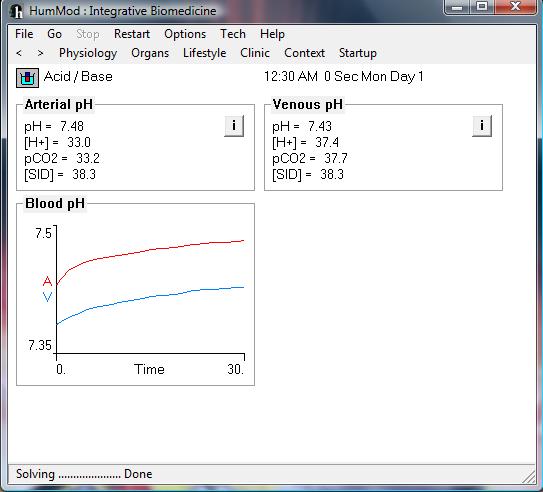 HumMod : Integrative Biomedicine
File Go Stop Restart Options Tech Help
< > Physiology Organs Lifestyle Clinic Context Startup
Acid / Base 12:30 AM 0 Sec Mon Day 1
Arterial pH
pH = 7.48
[H+] = 33.0
pCO2 = 33.2
[SID] = 38.3
i
Venous pH
pH = 7.43
[H+] = 37.4
pCO2 = 37.7
[SID] = 38.3
i
Blood pH
7.5
A
V
7.35
0. Time 30.
Solving ..................... Done